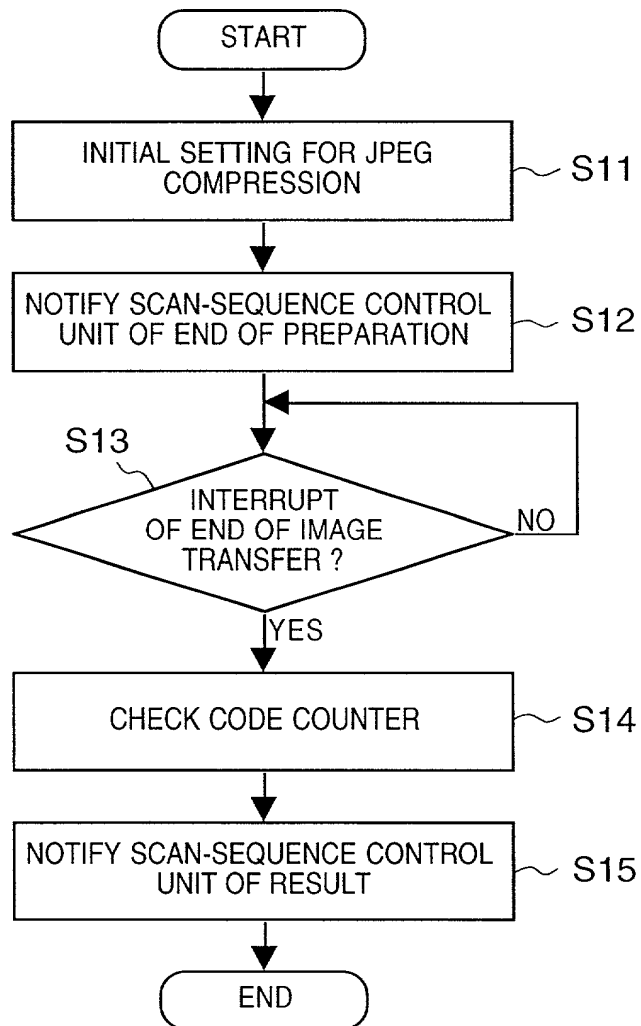 START
INITIAL SETTING FOR JPEG
COMPRESSION
S11
NOTIFY SCAN-SEQUENCE CONTROL
UNIT OF END OF PREPARATION
S12
S13
INTERRUPT
OF END OF IMAGE
TRANSFER ?
NO
YES
CHECK CODE COUNTER
S14
NOTIFY SCAN-SEQUENCE CONTROL
UNIT OF RESULT
S15
END